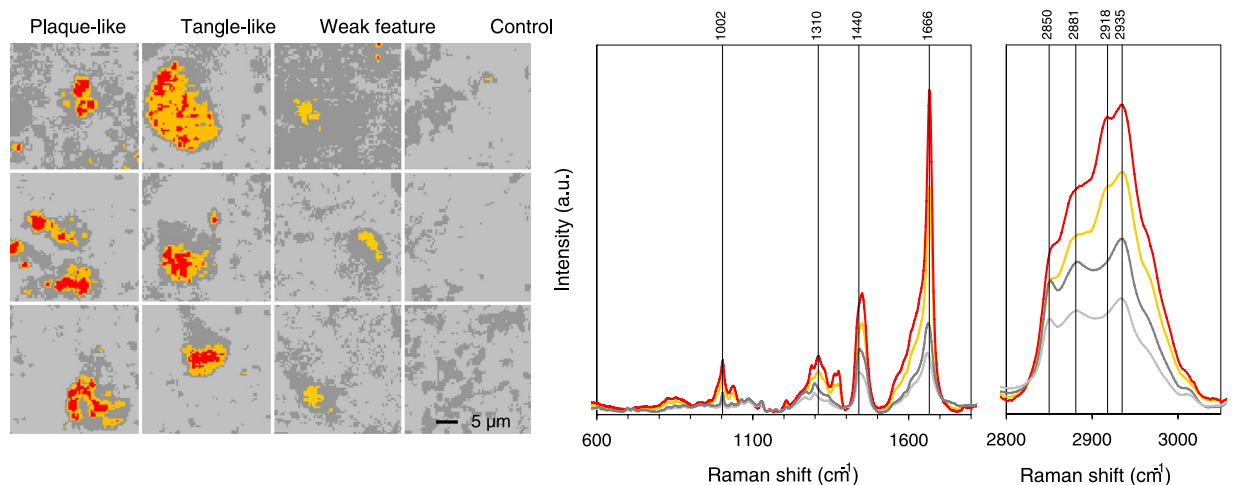 Plaque-like Tangle-like Weak feature Control
5 µm
1002 1310 1440 1666
Intensity (a.u.)
600 1100 1600
Raman shift (cm-1)
2850 2881 2918 2935
2800 2900 3000
Raman shift (cm-1)